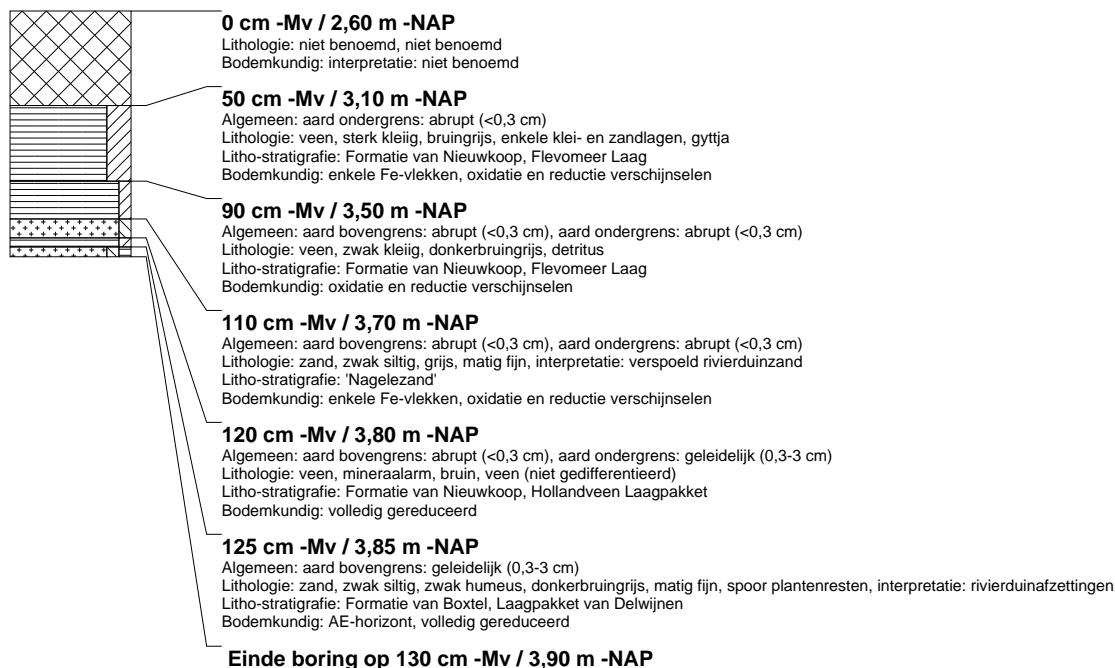 0 cm -Mv / 2,60 m -NAP
Lithologie: niet benoemd, niet benoemd
Bodemkundig: interpretatie: niet benoemd
50 cm -Mv / 3,10 m -NAP
Algemeen: aard ondergrens: abrupt (<0,3 cm)
Lithologie: veen, sterk kleiig, bruingrijs, enkele klei- en zandlagen, gyttja
Litho-stratigrafie: Formatie van Nieuwkoop, Flevomeer Laag
Bodemkundig: enkele Fe-vlekken, oxidatie en reductie verschijnselen
90 cm -Mv / 3,50 m -NAP
Algemeen: aard bovengrens: abrupt (<0,3 cm), aard ondergrens: abrupt (<0,3 cm)
Lithologie: veen, zwak kleiig, donkerbruingrijs, detritus
Litho-stratigrafie: Formatie van Nieuwkoop, Flevomeer Laag
Bodemkundig: oxidatie en reductie verschijnselen
110 cm -Mv / 3,70 m -NAP
Algemeen: aard bovengrens: abrupt (<0,3 cm), aard ondergrens: abrupt (<0,3 cm)
Lithologie: zand, zwak siltig, grijs, matig fijn, interpretatie: verspoeld rivierduinzand
Litho-stratigrafie: 'Nagelezand'
Bodemkundig: enkele Fe-vlekken, oxidatie en reductie verschijnselen
120 cm -Mv / 3,80 m -NAP
Algemeen: aard bovengrens: abrupt (<0,3 cm), aard ondergrens: geleidelijk (0,3-3 cm)
Lithologie: veen, mineraalarm, bruin, veen (niet gedifferentieerd)
Litho-stratigrafie: Formatie van Nieuwkoop, Hollandveen Laagpakket
Bodemkundig: volledig gereduceerd
125 cm -Mv / 3,85 m -NAP
Algemeen: aard bovengrens: geleidelijk (0,3-3 cm)
Lithologie: zand, zwak siltig, zwak humeus, donkerbruingrijs, matig fijn, spoor plantenresten, interpretatie: rivierduinafzettingen
Litho-stratigrafie: Formatie van Boxtel, Laagpakket van Delwijnen
Bodemkundig: AE-horizont, volledig gereduceerd
Einde boring op 130 cm -Mv / 3,90 m -NAP